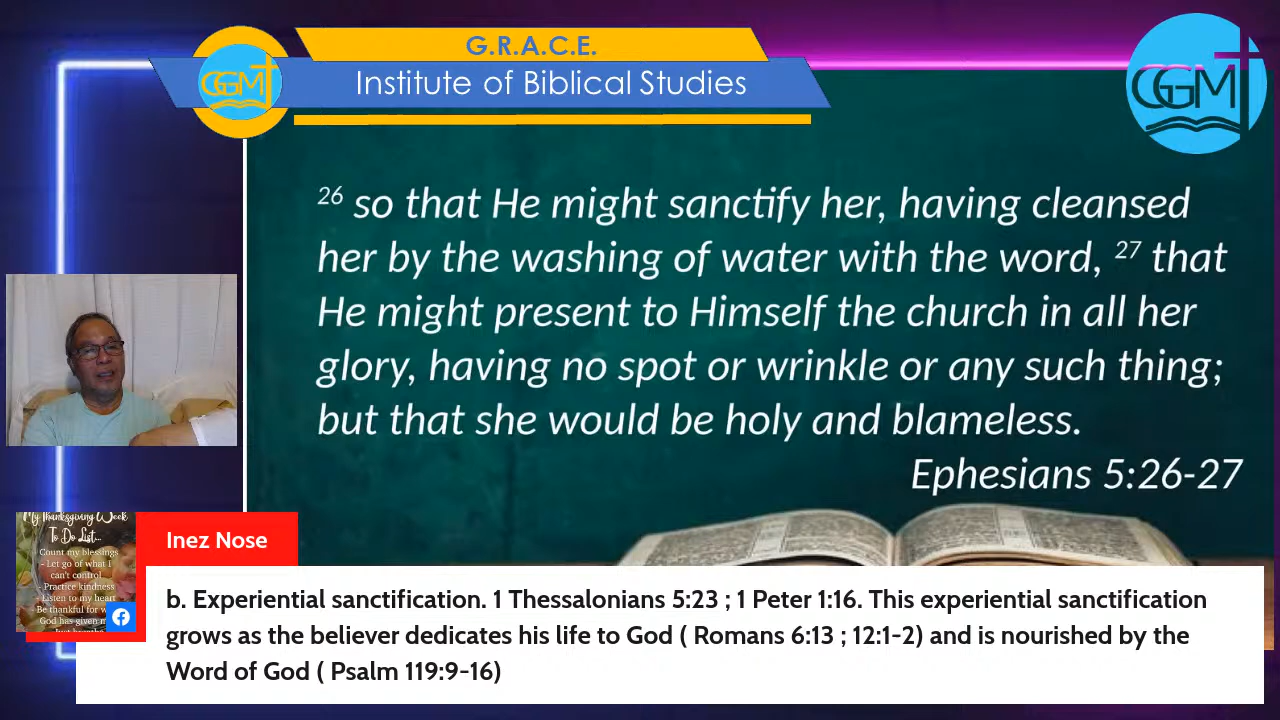 G.R.A.C.E.
Institute of Biblical Studies
CGMT
CGMT
26 so that He might sanctify her, having cleansed
her by the washing of water with the word, 27 that
He might present to Himself the church in all her
glory, having no spot or wrinkle or any such thing;
but that she would be holy and blameless.
Ephesians 5:26-27
My Thanksgiving Week
To Do List...
Count my blessings
- Let go of what I
can't control
- Practice kindness
Listen to my heart
Be thankful for
God has given
Just breathe
Inez Nose
b. Experiential sanctification. 1 Thessalonians 5:23 ; 1 Peter 1:16. This experiential sanctification
grows as the believer dedicates his life to God ( Romans 6:13 ; 12:1-2) and is nourished by the
Word of God ( Psalm 119:9-16)